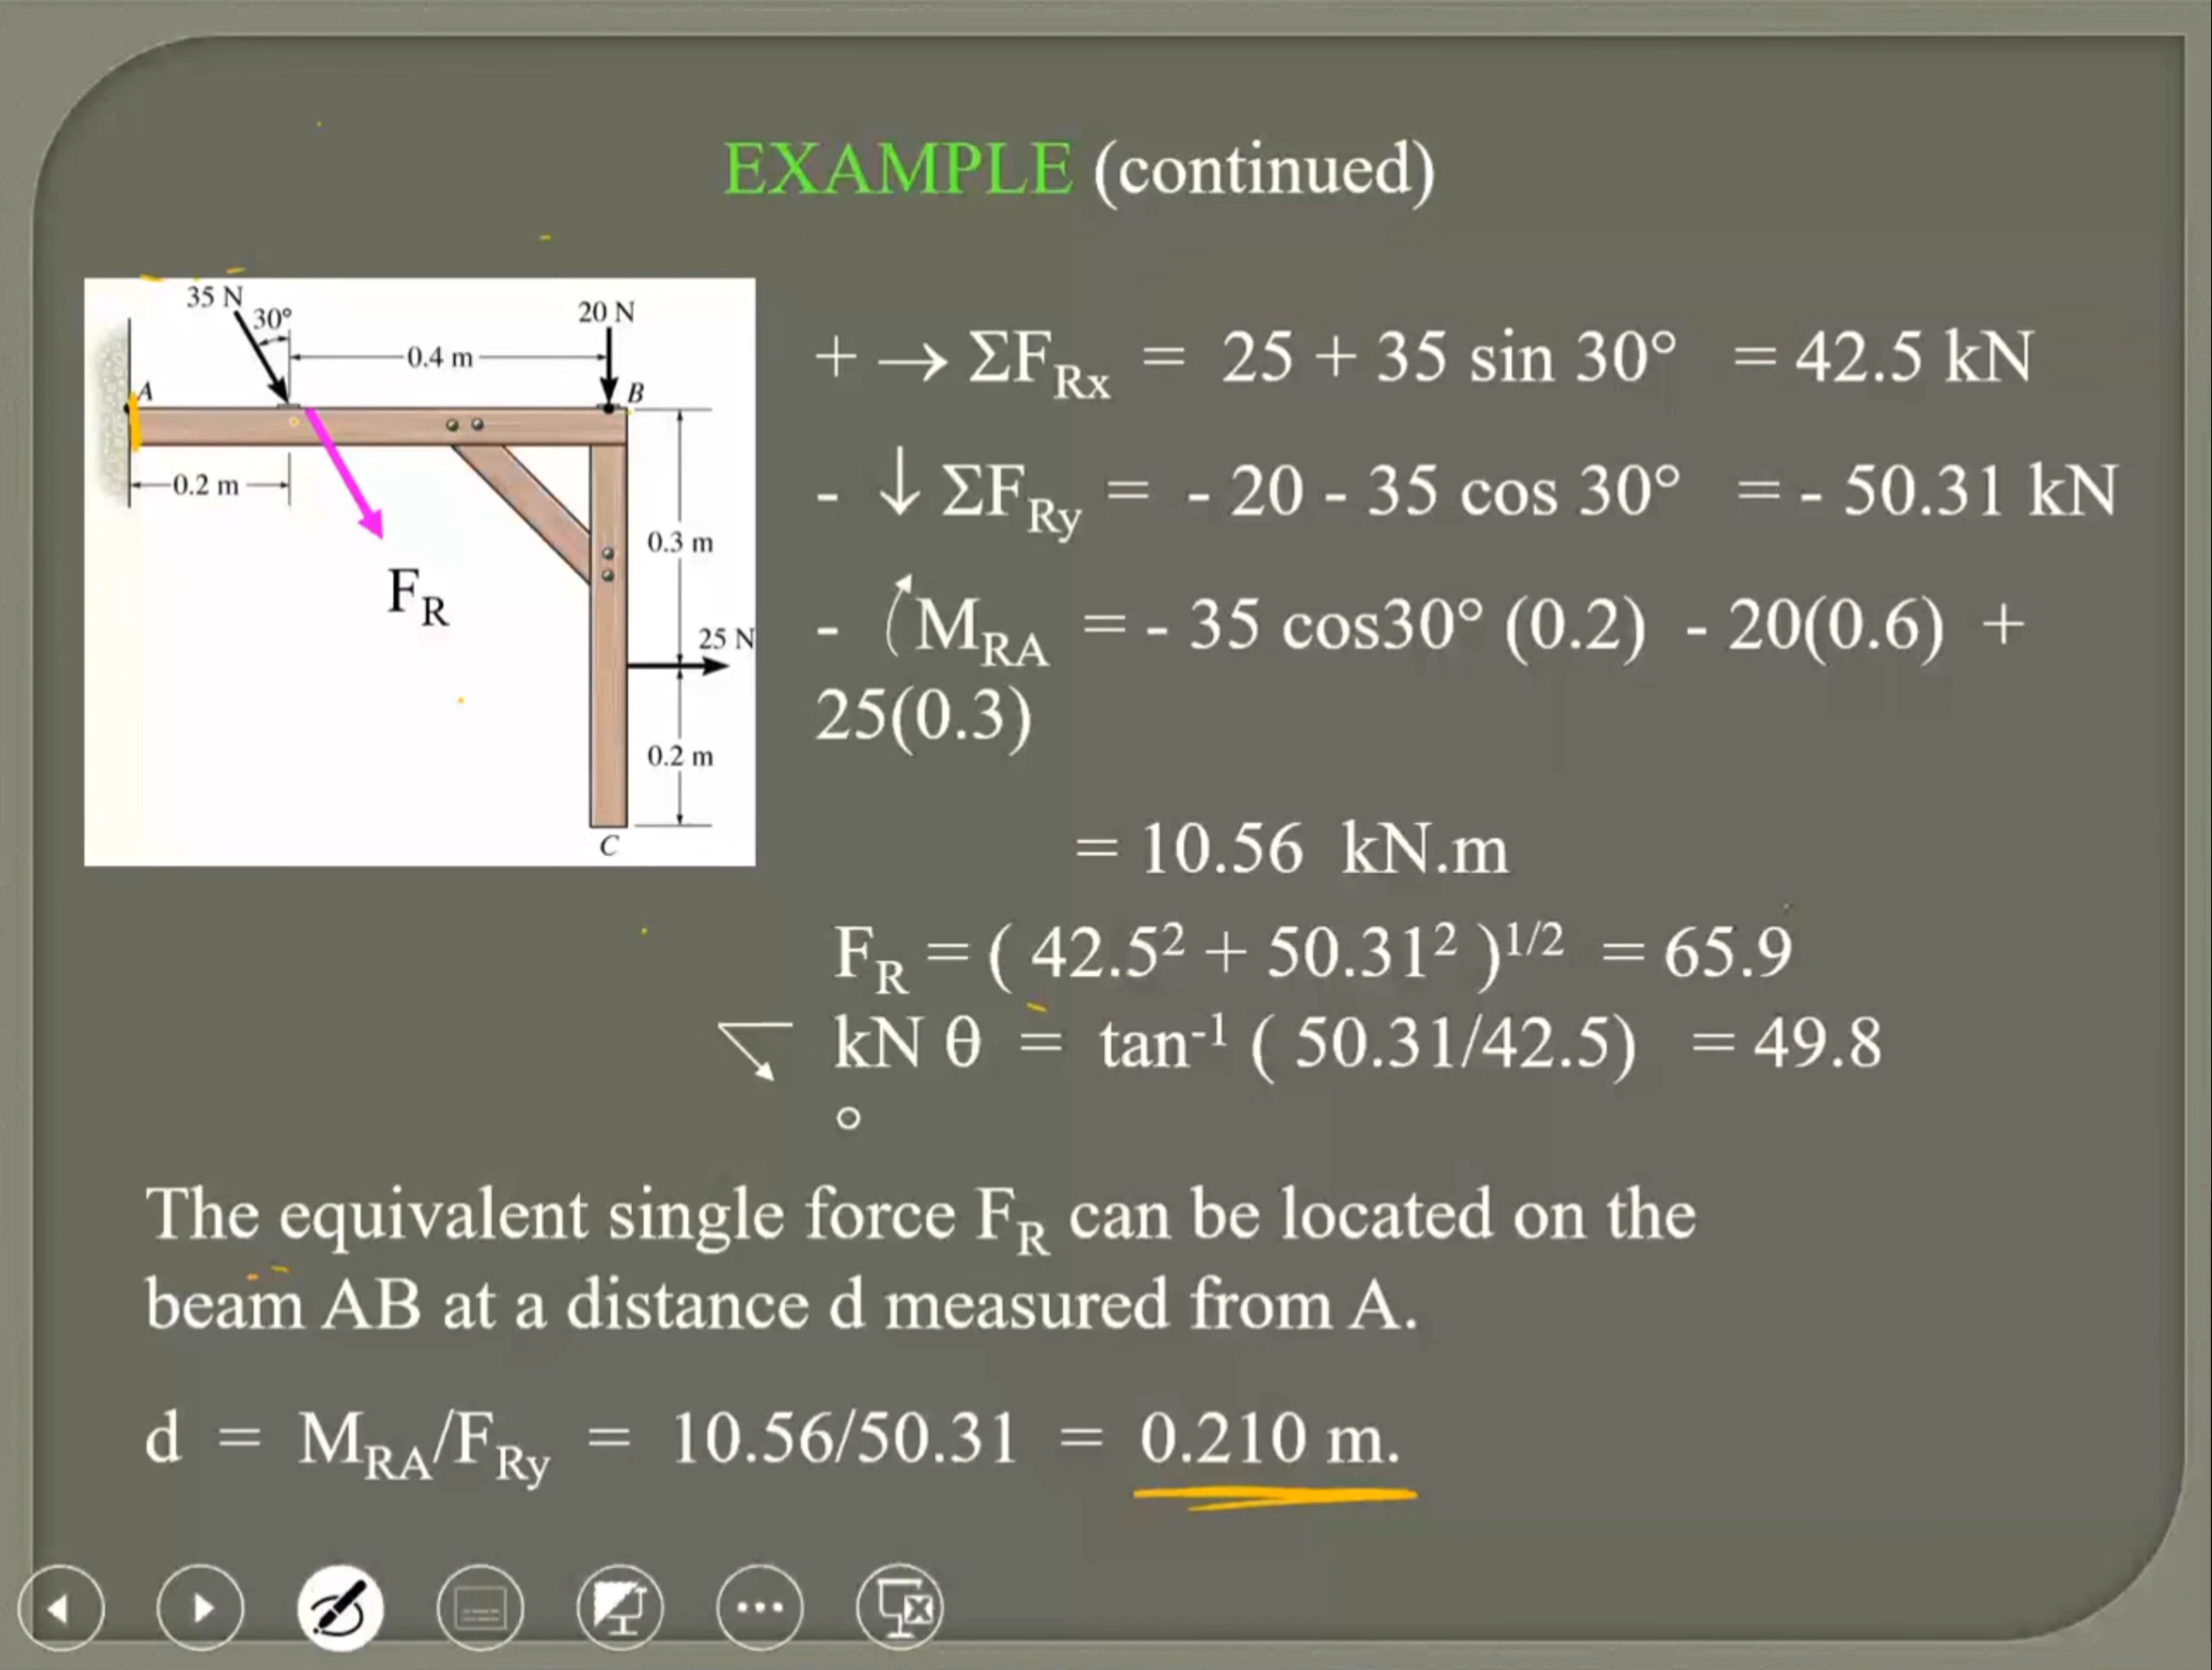 EXAMPLE (continued)
35 N
30°
20 N
0.4 m
A
B
0.2 m
0.3 m
F_R
25 N
0.2 m
C
+ → ΣF_Rx = 25 + 35 sin 30° = 42.5 kN
- ↓ ΣF_Ry = - 20 - 35 cos 30° = - 50.31 kN
- M_RA = - 35 cos30° (0.2) - 20(0.6) +
25(0.3)
= 10.56 kN.m
F_R = ( 42.5² + 50.31² )^1/2 = 65.9
kN θ = tan⁻¹ ( 50.31/42.5) = 49.8
°
The equivalent single force F_R can be located on the
beam AB at a distance d measured from A.
d = M_RA/F_Ry = 10.56/50.31 = 0.210 m.